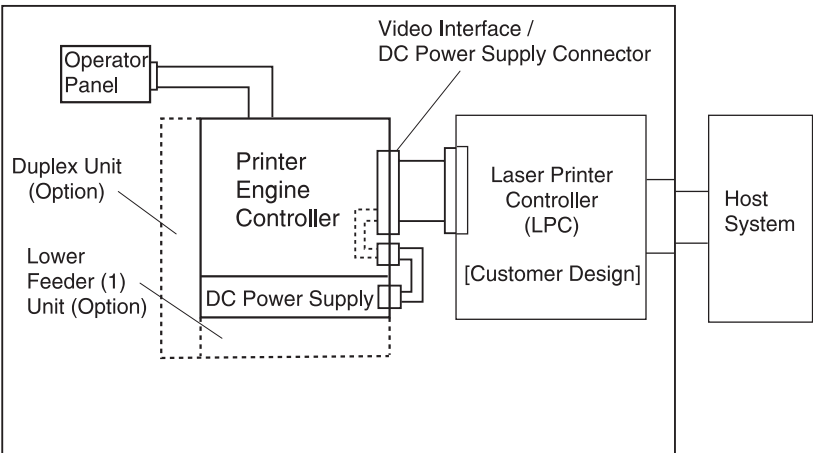 Operator
Panel
Video Interface /
DC Power Supply Connector
Duplex Unit
(Option)
Printer
Engine
Controller
Laser Printer
Controller
(LPC)
[Customer Design]
Host
System
Lower
Feeder (1)
Unit (Option)
DC Power Supply